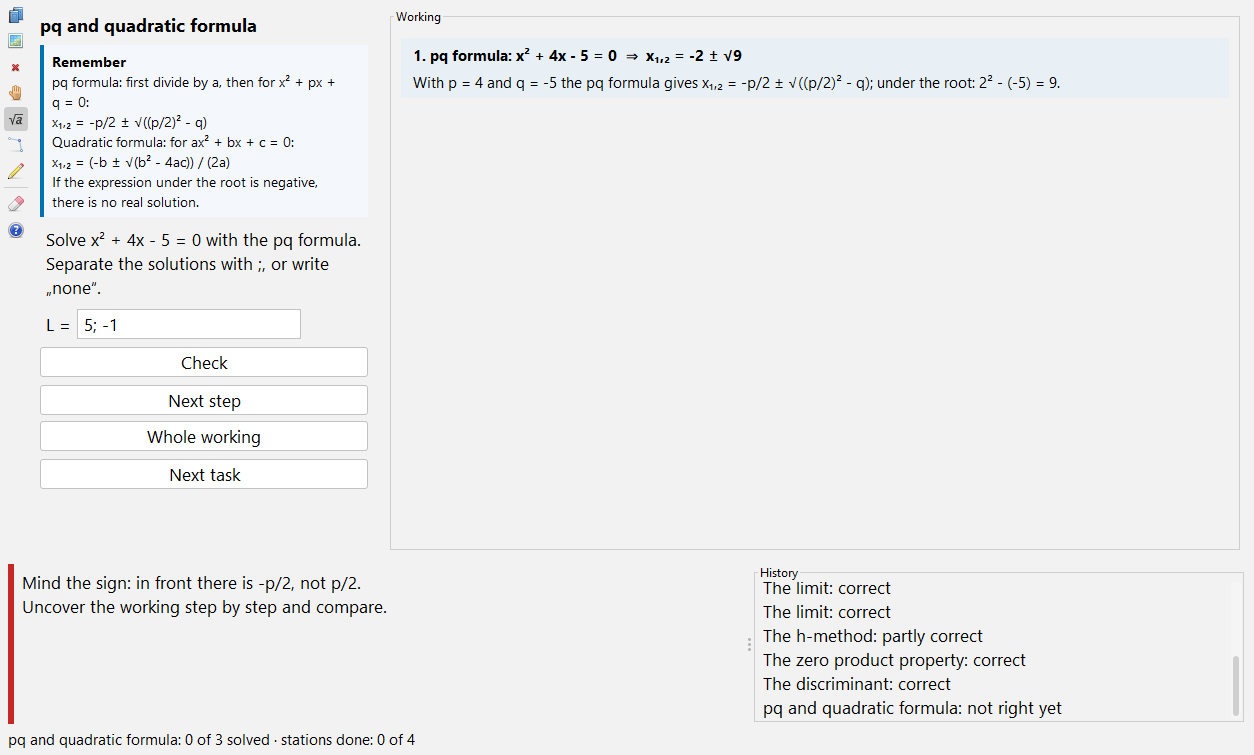 pq and quadratic formula
Remember
pq formula: first divide by a, then for x² + px +
q = 0:
x₁,₂ = -p/2 ± √((p/2)² - q)
Quadratic formula: for ax² + bx + c = 0:
x₁,₂ = (-b ± √(b² - 4ac)) / (2a)
If the expression under the root is negative,
there is no real solution.
Solve x² + 4x - 5 = 0 with the pq formula.
Separate the solutions with ;, or write
„none“.
L = 5; -1
Check
Next step
Whole working
Next task
Working
1. pq formula: x² + 4x - 5 = 0 ⇒ x₁,₂ = -2 ± √9
With p = 4 and q = -5 the pq formula gives x₁,₂ = -p/2 ± √((p/2)² - q); under the root: 2² - (-5) = 9.
Mind the sign: in front there is -p/2, not p/2.
Uncover the working step by step and compare.
History
The limit: correct
The limit: correct
The h-method: partly correct
The zero product property: correct
The discriminant: correct
pq and quadratic formula: not right yet
pq and quadratic formula: 0 of 3 solved · stations done: 0 of 4